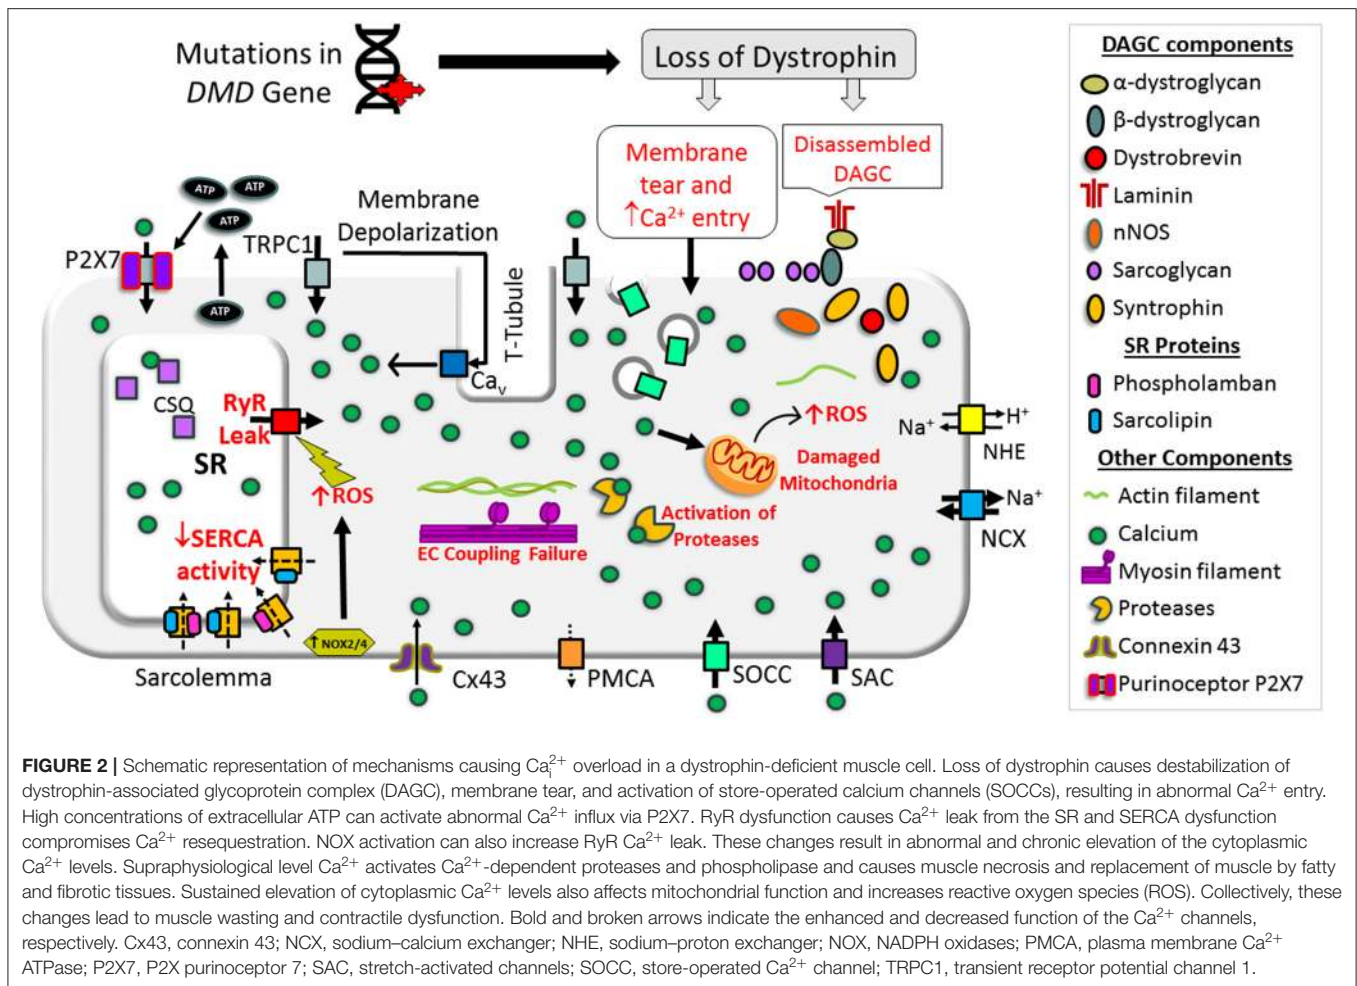 Mutations in
DMD Gene
Loss of Dystrophin
Membrane
tear and
↑Ca²⁺ entry
Disassembled
DAGC
ATP
ATP
ATP
ATP
P2X7
TRPC1
Membrane
Depolarization
T-Tubule
Caᵥ
CSQ
RyR
Leak
SR
↑ROS
↓SERCA
activity
↑NOX2/4
Sarcolemma
EC Coupling Failure
Activation of
Proteases
↑ROS
Damaged
Mitochondria
Na⁺
H⁺
NHE
Na⁺
NCX
Cx43
PMCA
SOCC
SAC
DAGC components
α-dystroglycan
β-dystroglycan
Dystrobrevin
Laminin
nNOS
Sarcoglycan
Syntrophin
SR Proteins
Phospholamban
Sarcolipin
Other Components
Actin filament
Calcium
Myosin filament
Proteases
Connexin 43
Purinoceptor P2X7
FIGURE 2 | Schematic representation of mechanisms causing Caᵢ²⁺ overload in a dystrophin-deficient muscle cell. Loss of dystrophin causes destabilization of
dystrophin-associated glycoprotein complex (DAGC), membrane tear, and activation of store-operated calcium channels (SOCCs), resulting in abnormal Ca²⁺ entry.
High concentrations of extracellular ATP can activate abnormal Ca²⁺ influx via P2X7. RyR dysfunction causes Ca²⁺ leak from the SR and SERCA dysfunction
compromises Ca²⁺ resequestration. NOX activation can also increase RyR Ca²⁺ leak. These changes result in abnormal and chronic elevation of the cytoplasmic
Ca²⁺ levels. Supraphysiological level Ca²⁺ activates Ca²⁺-dependent proteases and phospholipase and causes muscle necrosis and replacement of muscle by fatty
and fibrotic tissues. Sustained elevation of cytoplasmic Ca²⁺ levels also affects mitochondrial function and increases reactive oxygen species (ROS). Collectively, these
changes lead to muscle wasting and contractile dysfunction. Bold and broken arrows indicate the enhanced and decreased function of the Ca²⁺ channels,
respectively. Cx43, connexin 43; NCX, sodium–calcium exchanger; NHE, sodium–proton exchanger; NOX, NADPH oxidases; PMCA, plasma membrane Ca²⁺
ATPase; P2X7, P2X purinoceptor 7; SAC, stretch-activated channels; SOCC, store-operated Ca²⁺ channel; TRPC1, transient receptor potential channel 1.